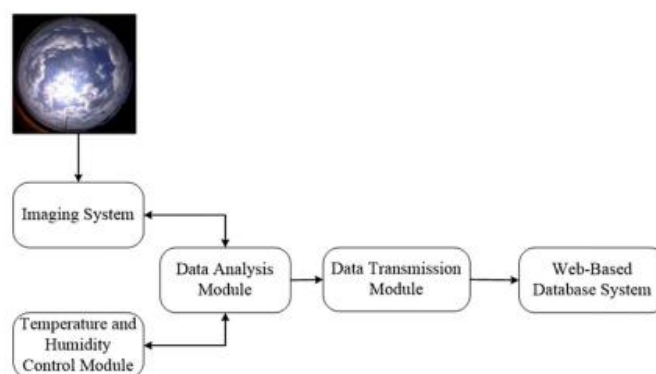 Imaging System
Data Analysis
Module
Data Transmission
Module
Web-Based
Database System
Temperature and
Humidity
Control Module